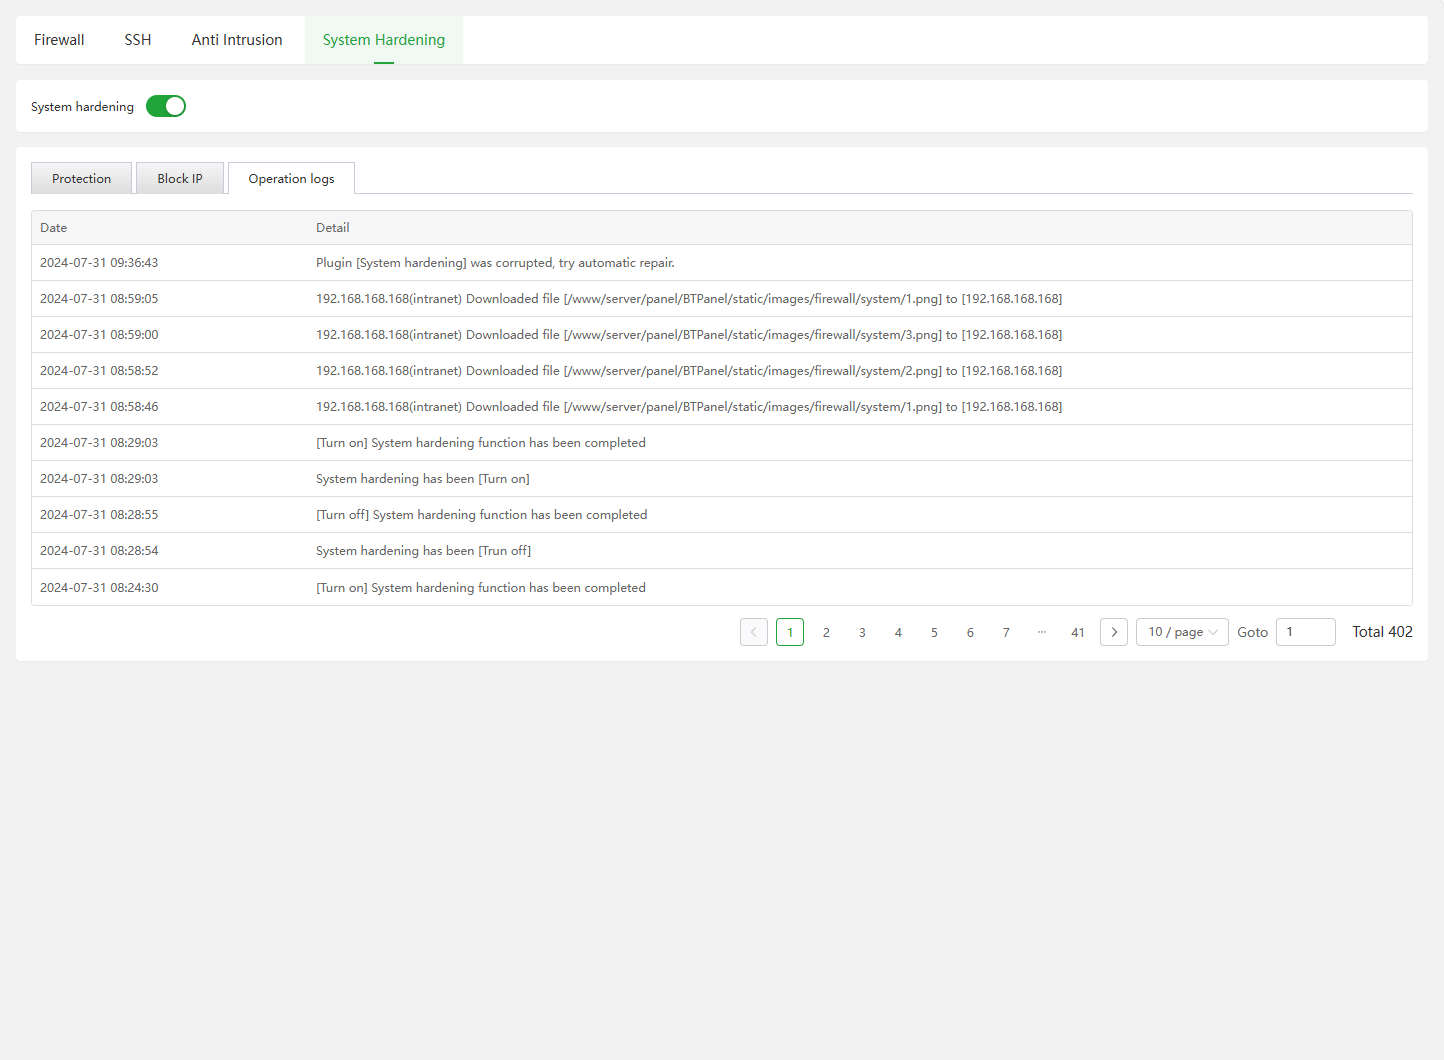 Firewall SSH Anti Intrusion System Hardening
System hardening
Protection Block IP Operation logs
Date Detail
2024-07-31 09:36:43 Plugin [System hardening] was corrupted, try automatic repair.
2024-07-31 08:59:05 192.168.168.168(intranet) Downloaded file [/www/server/panel/BTPanel/static/images/firewall/system/1.png] to [192.168.168.168]
2024-07-31 08:59:00 192.168.168.168(intranet) Downloaded file [/www/server/panel/BTPanel/static/images/firewall/system/3.png] to [192.168.168.168]
2024-07-31 08:58:52 192.168.168.168(intranet) Downloaded file [/www/server/panel/BTPanel/static/images/firewall/system/2.png] to [192.168.168.168]
2024-07-31 08:58:46 192.168.168.168(intranet) Downloaded file [/www/server/panel/BTPanel/static/images/firewall/system/1.png] to [192.168.168.168]
2024-07-31 08:29:03 [Turn on] System hardening function has been completed
2024-07-31 08:29:03 System hardening has been [Turn on]
2024-07-31 08:28:55 [Turn off] System hardening function has been completed
2024-07-31 08:28:54 System hardening has been [Trun off]
2024-07-31 08:24:30 [Turn on] System hardening function has been completed
1 2 3 4 5 6 7 ··· 41 10 / page Goto 1 Total 402